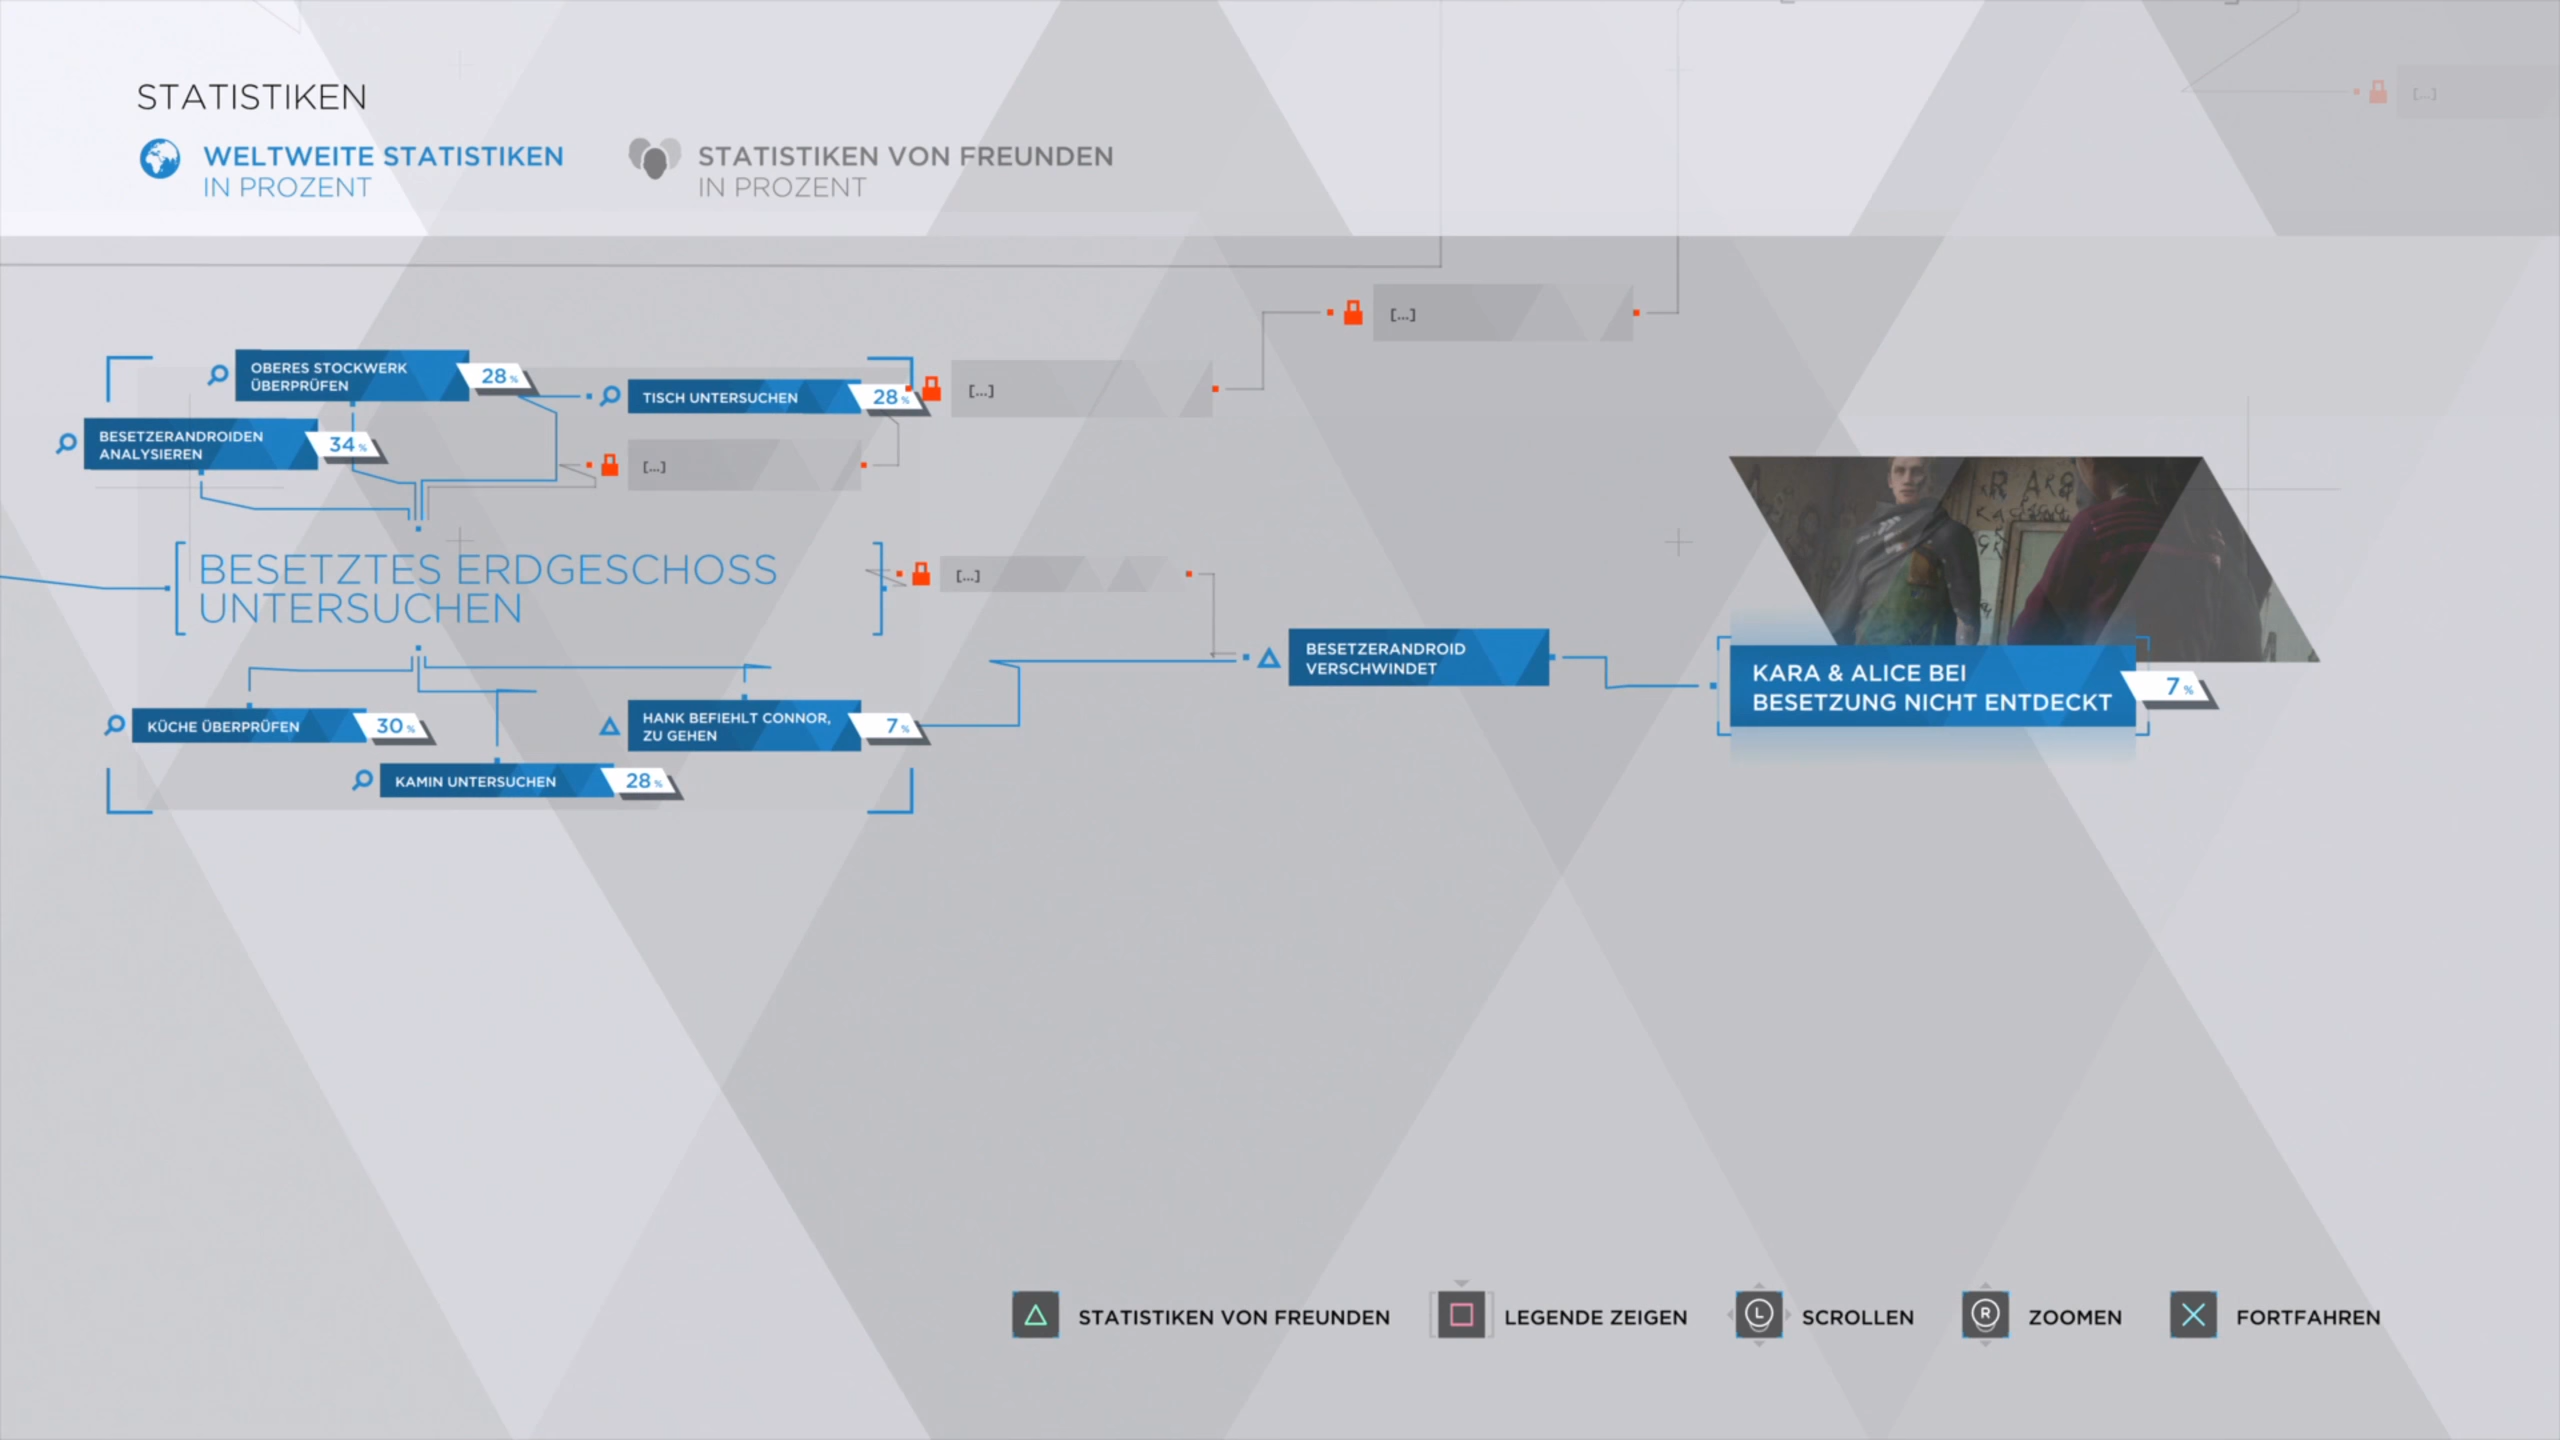 STATISTIKEN
WELTWEITE STATISTIKEN
IN PROZENT
STATISTIKEN VON FREUNDEN
IN PROZENT
[...]
[...]
OBERES STOCKWERK
ÜBERPRÜFEN
28%
TISCH UNTERSUCHEN
28%
[...]
BESETZERANDROIDEN
ANALYSIEREN
34%
[...]
BESETZTES ERDGESCHOSS
UNTERSUCHEN
[...]
BESETZERANDROID
VERSCHWINDET
KARA & ALICE BEI
BESETZUNG NICHT ENTDECKT
7%
KÜCHE ÜBERPRÜFEN
30%
HANK BEFIEHLT CONNOR,
ZU GEHEN
7%
KAMIN UNTERSUCHEN
28%
STATISTIKEN VON FREUNDEN
LEGENDE ZEIGEN
L
SCROLLEN
R
ZOOMEN
FORTFAHREN